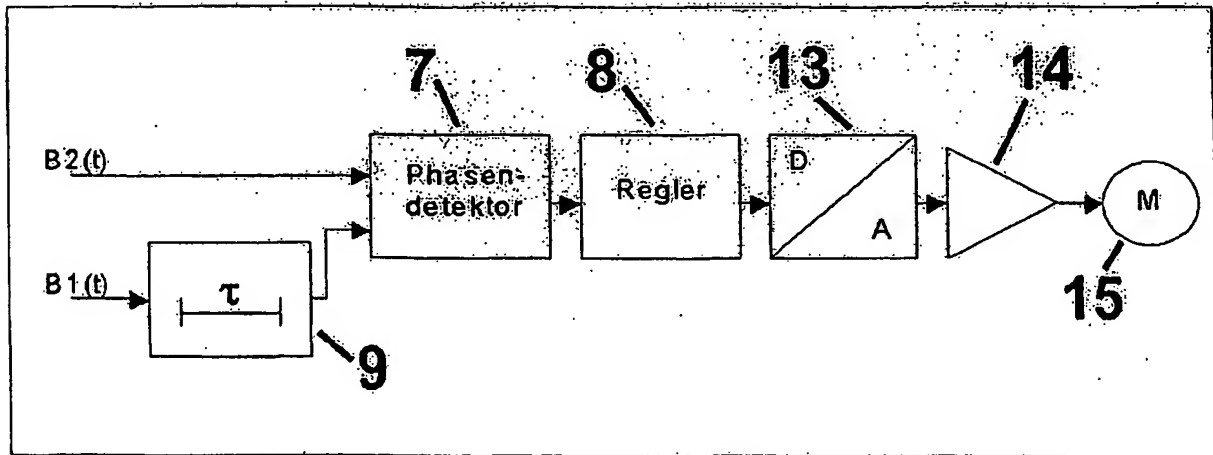 7
8
13
14
B2(t)
Phasen-
detektor
Regler
D
A
M
B1(t)
τ
9
15